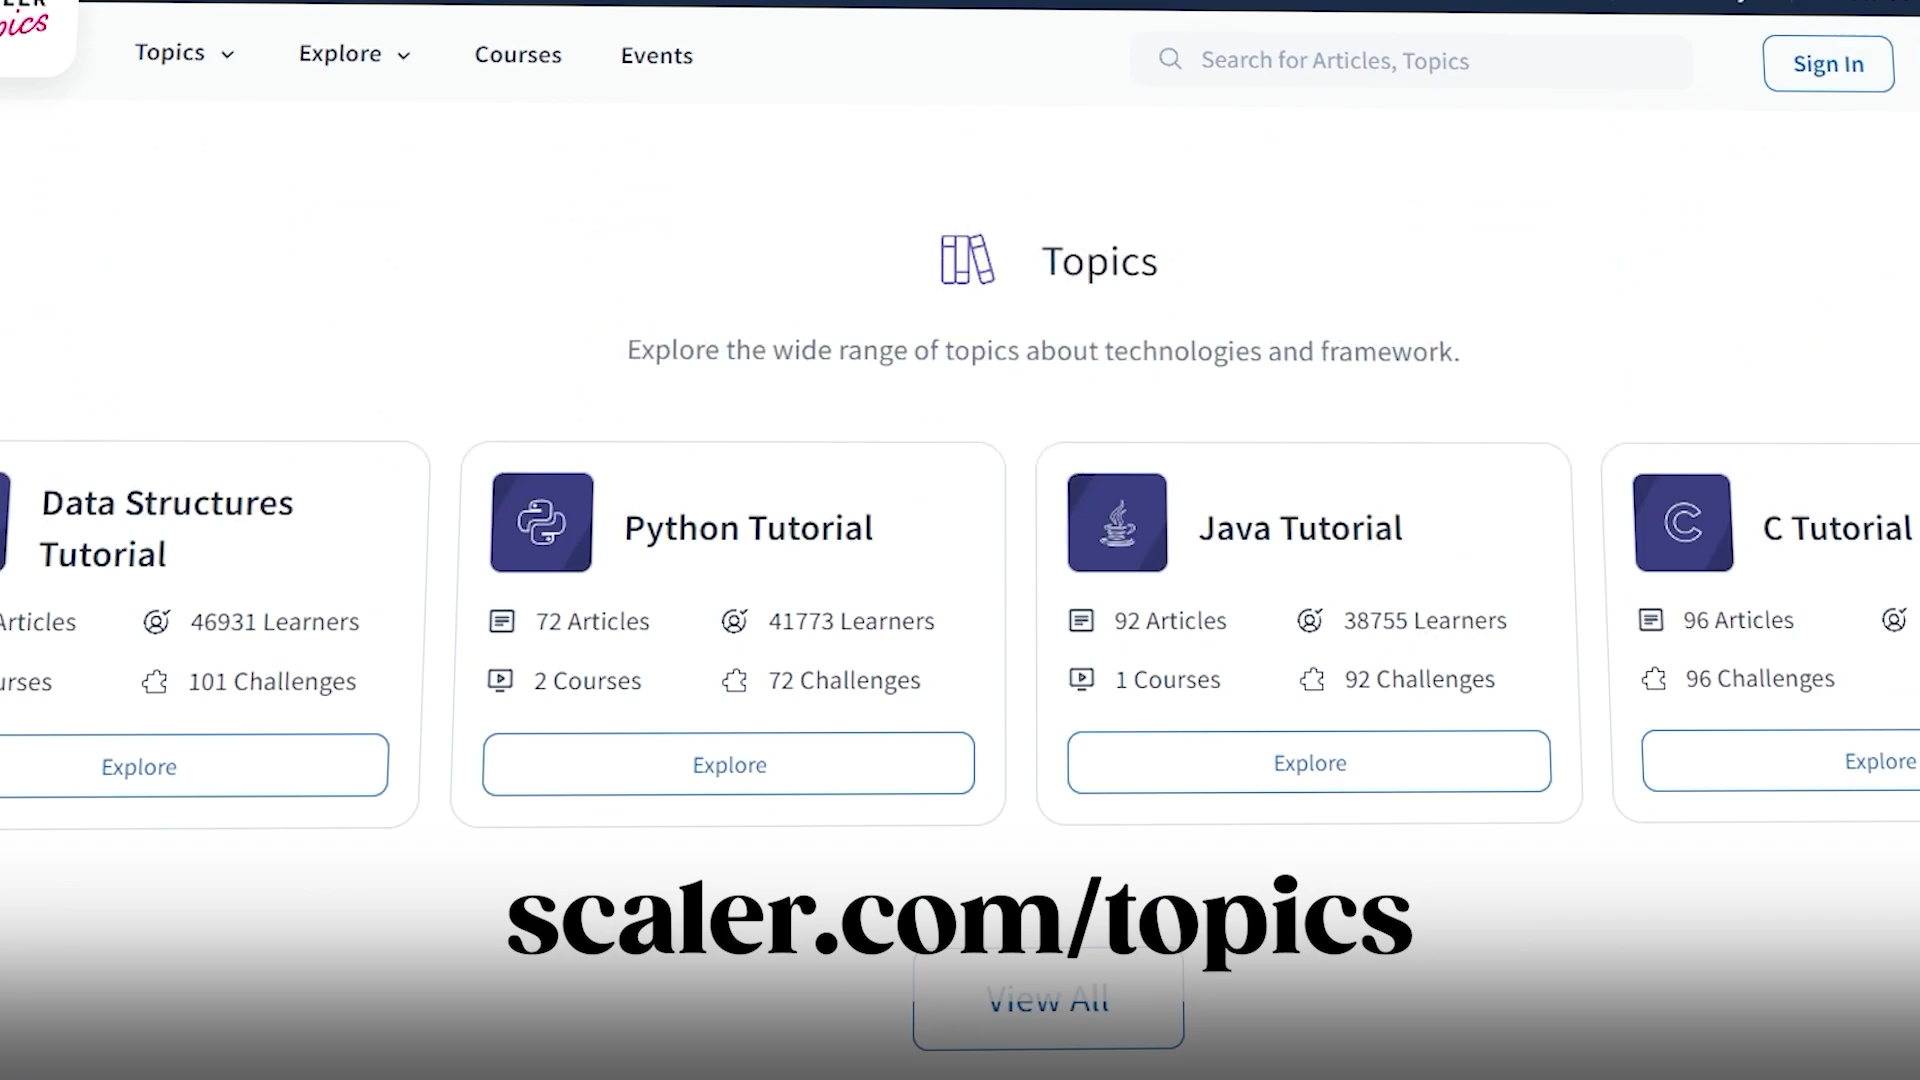 Topics
Explore
Courses
Events
Search for Articles, Topics
Sign In
Topics
Explore the wide range of topics about technologies and framework.
Data Structures
Tutorial
Articles
46931 Learners
101 Challenges
Explore
Python Tutorial
72 Articles
41773 Learners
2 Courses
72 Challenges
Explore
Java Tutorial
92 Articles
38755 Learners
1 Courses
92 Challenges
Explore
C Tutorial
96 Articles
96 Challenges
Explore
scaler.com/topics
View All